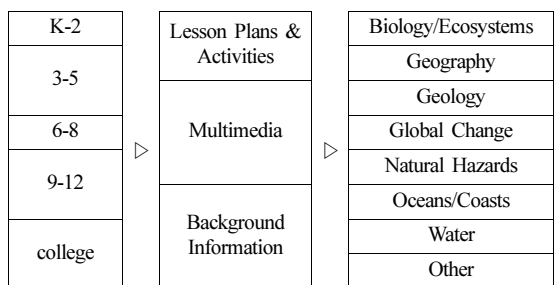 K-2
3-5
6-8
9-12
college
Lesson Plans &
Activities
Multimedia
Background
Information
Biology/Ecosystems
Geography
Geology
Global Change
Natural Hazards
Oceans/Coasts
Water
Other